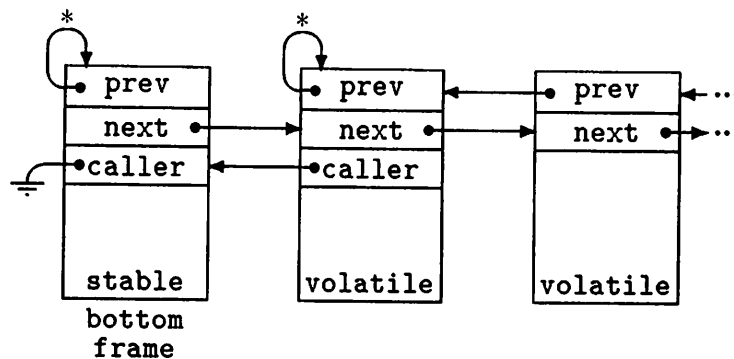 * *
prev prev prev ..
next next next ..
caller caller
stable volatile volatile
bottom
frame